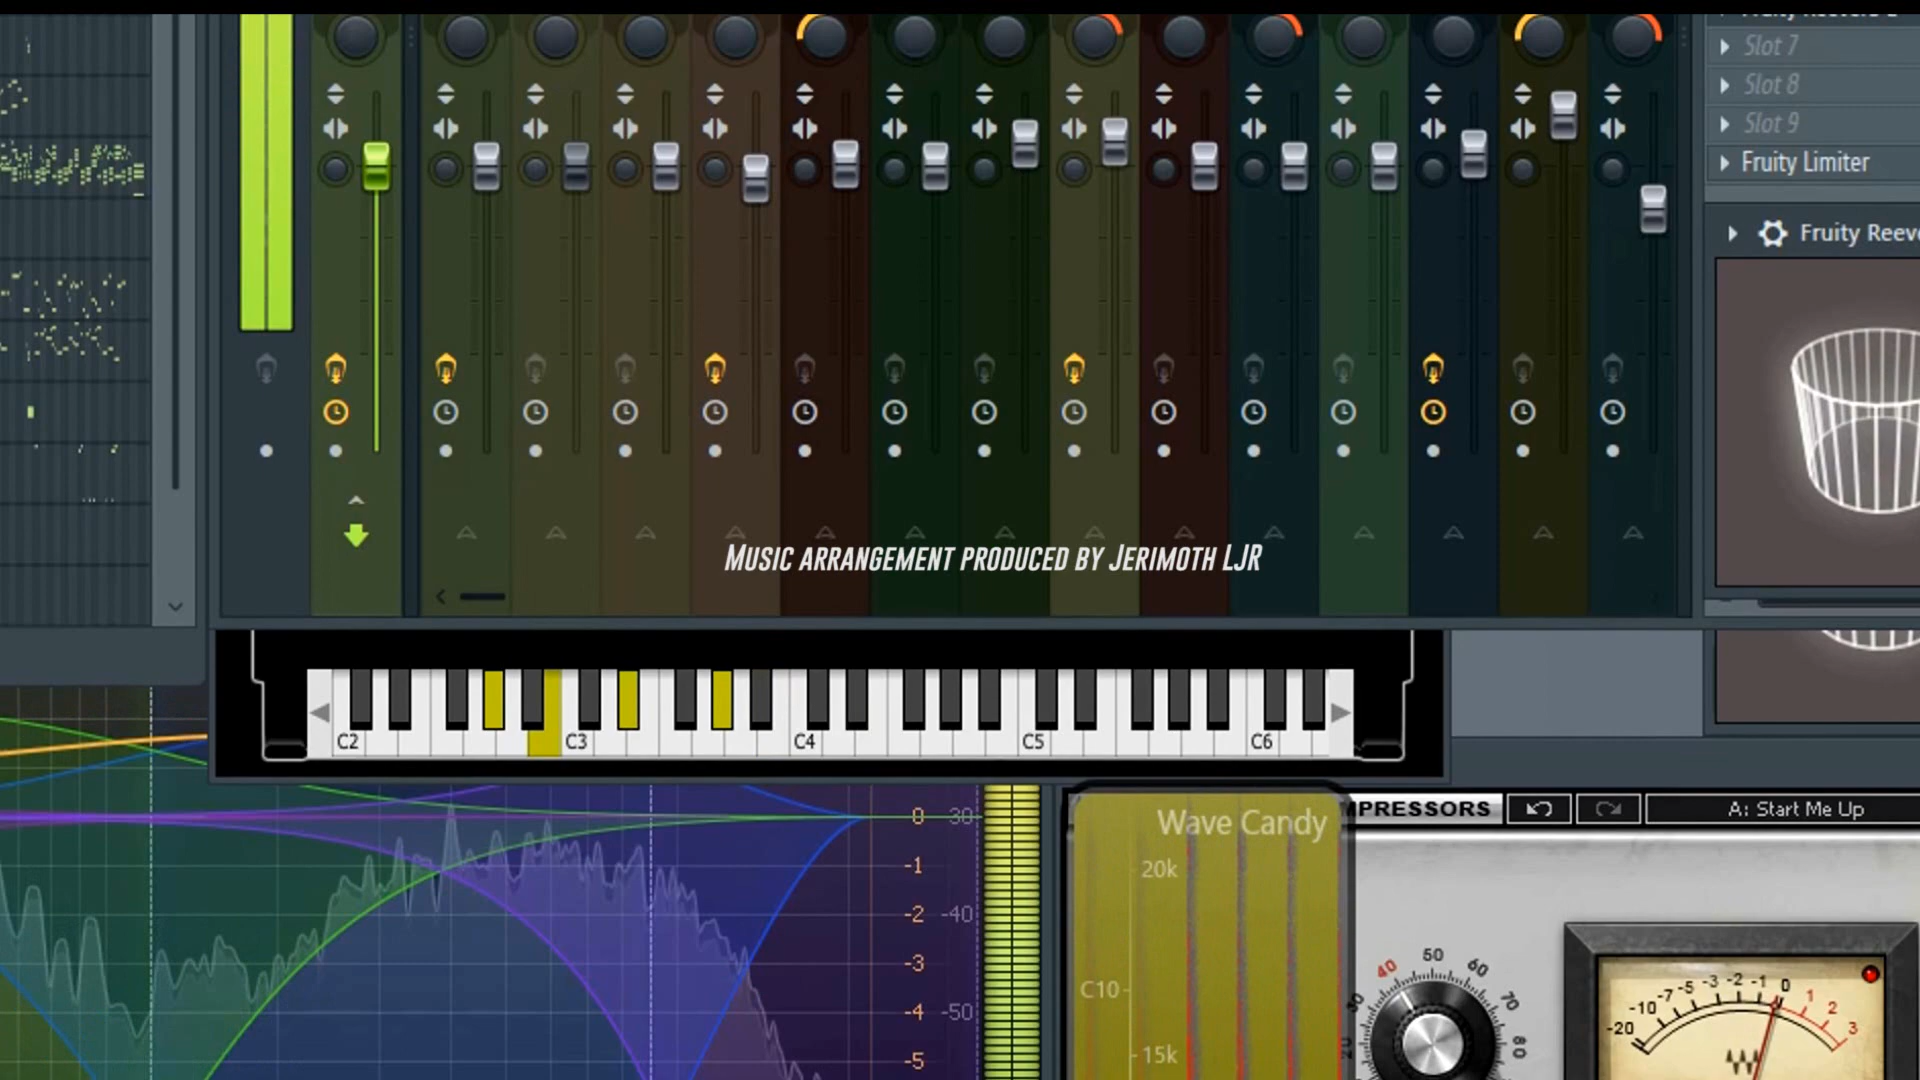 Slot 7
Slot 8
Slot 9
Fruity Limiter
Fruity Reeve
Music arrangement produced by Jerimoth LJR
C2 C3 C4 C5 C6
MPRESSORS
A: Start Me Up
Wave Candy
20k
C10
15k
0 -30
-1
-2 -40
-3
-4 -50
-5
30 40 50 60 70 80
-20 -10 -7 -5 -3 -2 -1 0 1 2 3